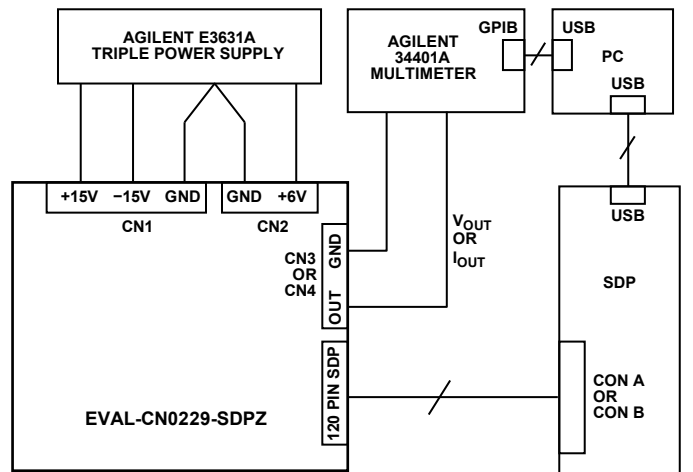 AGILENT E3631A
TRIPLE POWER SUPPLY
AGILENT
34401A
MULTIMETER
GPIB
USB
PC
USB
+15V
−15V
GND
GND
+6V
CN1
CN2
CN3
OR
CN4
GND
OUT
VOUT
OR
IOUT
USB
SDP
120 PIN SDP
CON A
OR
CON B
EVAL-CN0229-SDPZ